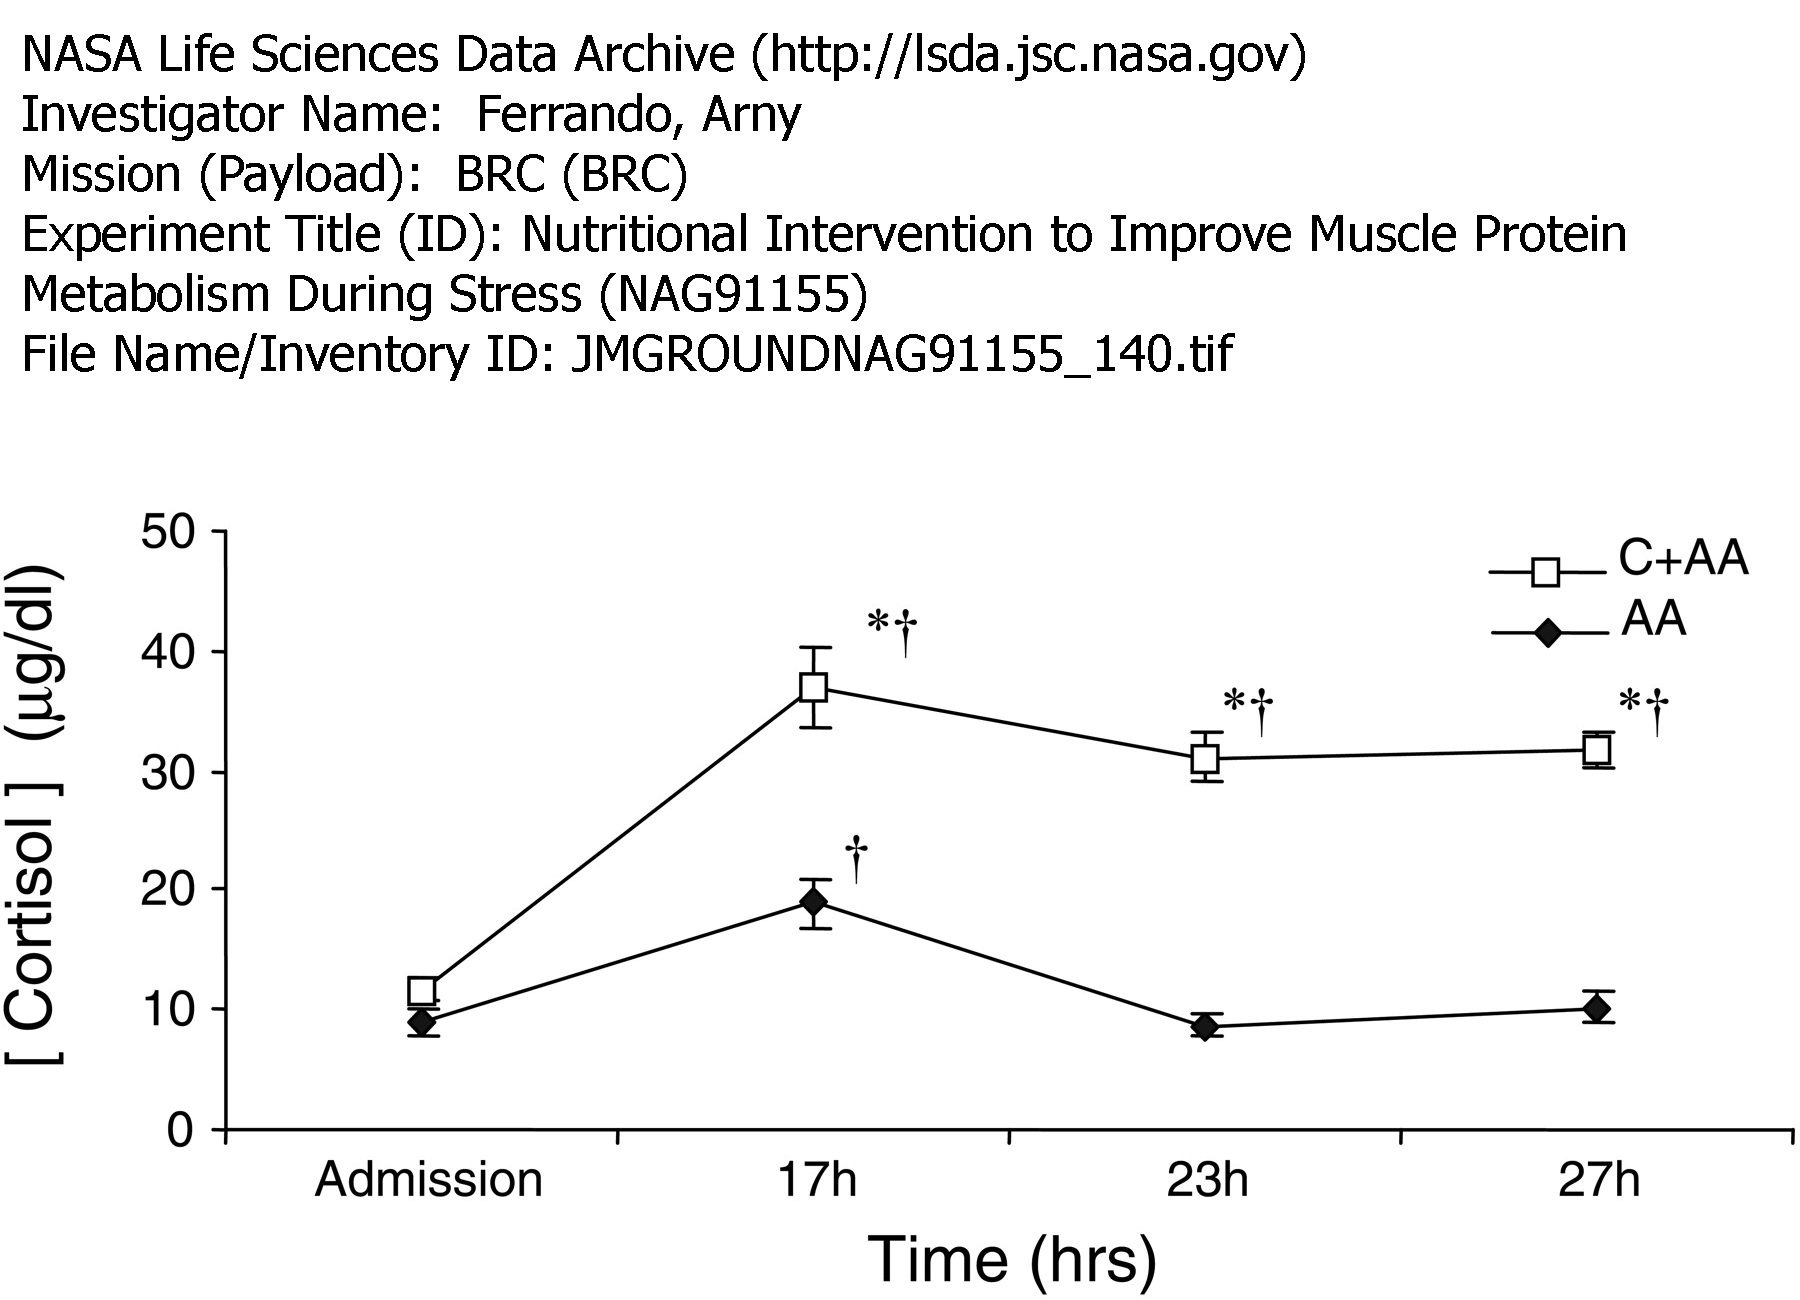 NASA Life Sciences Data Archive (http://lsda.jsc.nasa.gov)
Investigator Name:  Ferrando, Arny
Mission (Payload):  BRC (BRC)
Experiment Title (ID): Nutritional Intervention to Improve Muscle Protein
Metabolism During Stress (NAG91155)
File Name/Inventory ID: JMGROUNDNAG91155_140.tif
[ Cortisol ] (μg/dl)
50
40
30
20
10
0
C+AA
AA
*†
*†
*†
†
Admission
17h
23h
27h
Time (hrs)